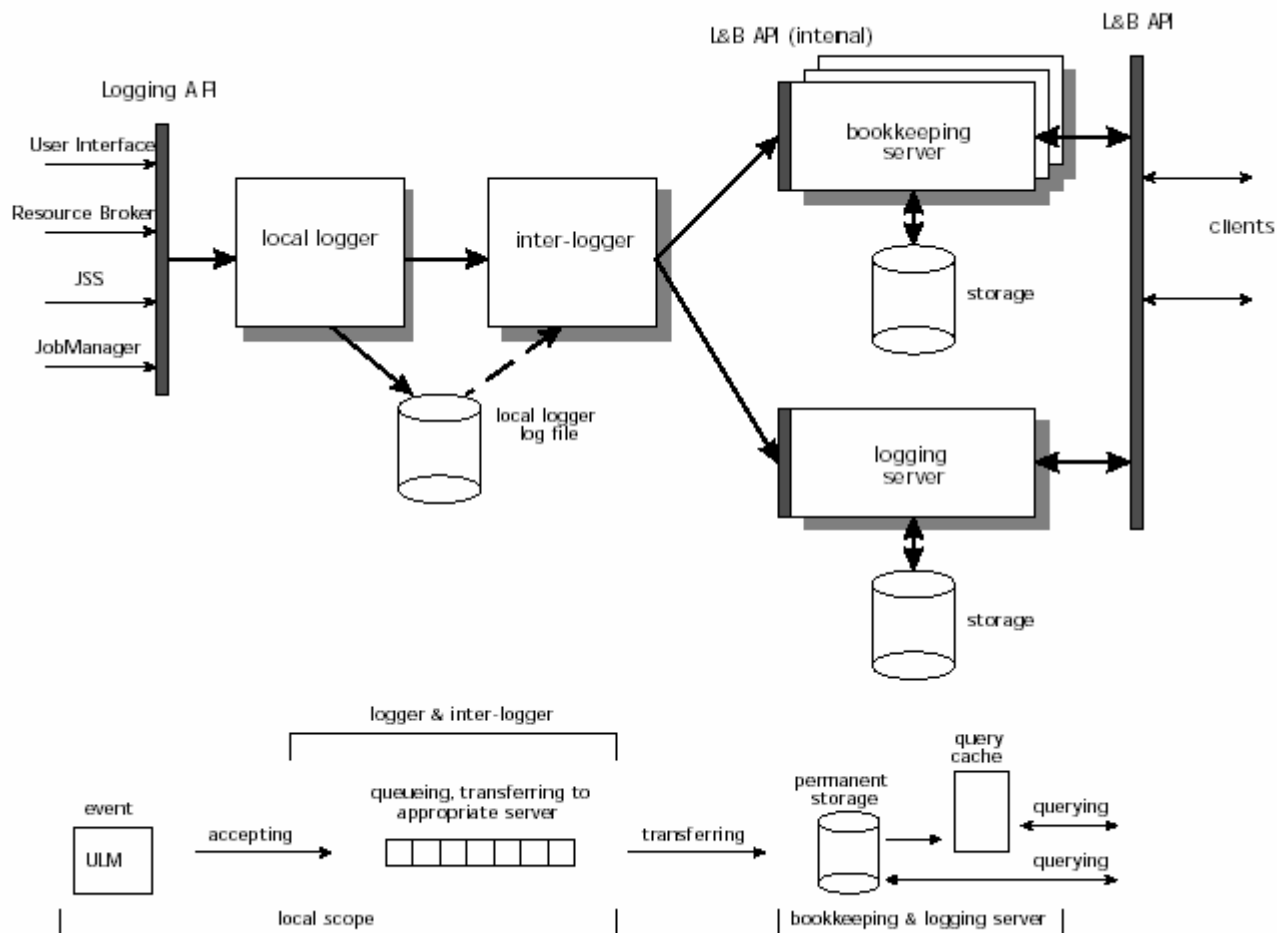 L&B API (internal)
L&B API
Logging API
User Interface
Resource Broker
JSS
JobManager
local logger
inter-logger
bookkeeping
server
storage
clients
local logger
log file
logging
server
storage
logger & inter-logger
query
cache
permanent
storage
queueing, transferring to
appropriate server
event
ULM
accepting
transferring
querying
querying
local scope
bookkeeping & logging server